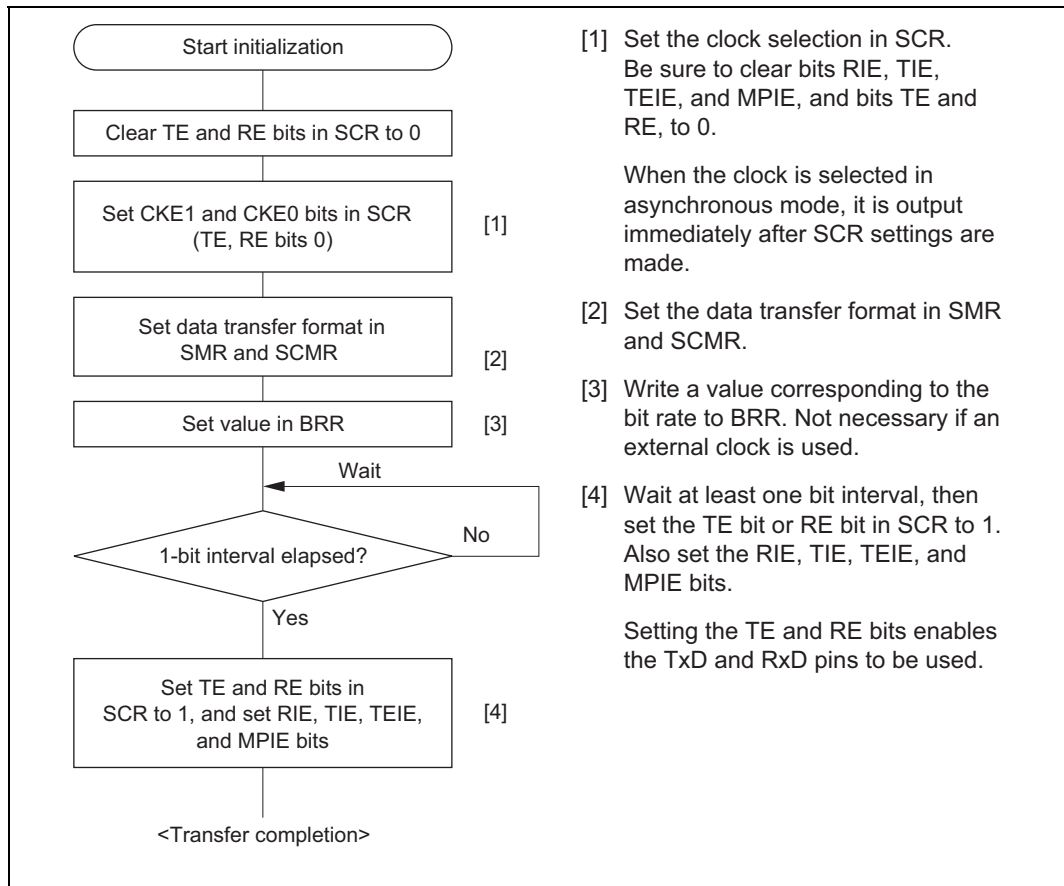 Start initialization
Clear TE and RE bits in SCR to 0
Set CKE1 and CKE0 bits in SCR
(TE, RE bits 0)
[1]
Set data transfer format in
SMR and SCMR
[2]
Set value in BRR
[3]
Wait
1-bit interval elapsed?
No
Yes
Set TE and RE bits in
SCR to 1, and set RIE, TIE, TEIE,
and MPIE bits
[4]
<Transfer completion>
[1] Set the clock selection in SCR.
Be sure to clear bits RIE, TIE,
TEIE, and MPIE, and bits TE and
RE, to 0.
When the clock is selected in
asynchronous mode, it is output
immediately after SCR settings are
made.
[2] Set the data transfer format in SMR
and SCMR.
[3] Write a value corresponding to the
bit rate to BRR. Not necessary if an
external clock is used.
[4] Wait at least one bit interval, then
set the TE bit or RE bit in SCR to 1.
Also set the RIE, TIE, TEIE, and
MPIE bits.
Setting the TE and RE bits enables
the TxD and RxD pins to be used.